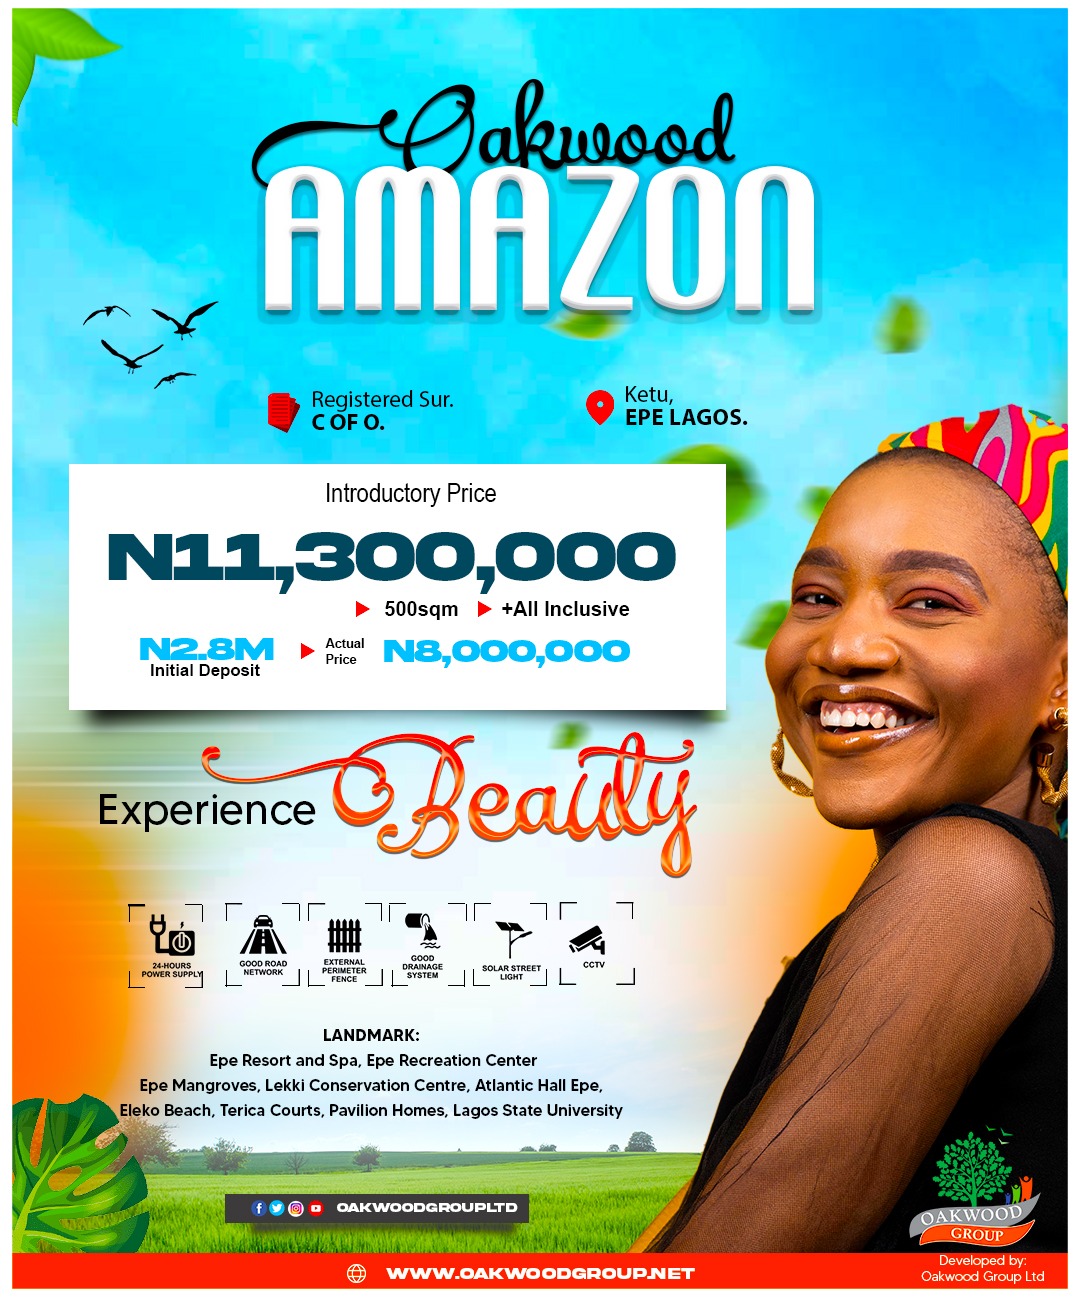 Oakwood
AMAZON
Registered Sur.
C OF O.
Ketu,
EPE LAGOS.
Introductory Price
N11,300,000
500sqm +All Inclusive
N2.8M
Initial Deposit
Actual
Price
N8,000,000
Experience Beauty
24-HOURS
POWER SUPPLY
GOOD ROAD
NETWORK
EXTERNAL
PERIMETER
FENCE
GOOD
DRAINAGE
SYSTEM
SOLAR STREET
LIGHT
CCTV
LANDMARK:
Epe Resort and Spa, Epe Recreation Center
Epe Mangroves, Lekki Conservation Centre, Atlantic Hall Epe,
Eleko Beach, Terica Courts, Pavilion Homes, Lagos State University
OAKWOODGROUPLTD
OAKWOOD
GROUP
WWW.OAKWOODGROUP.NET
Developed by:
Oakwood Group Ltd